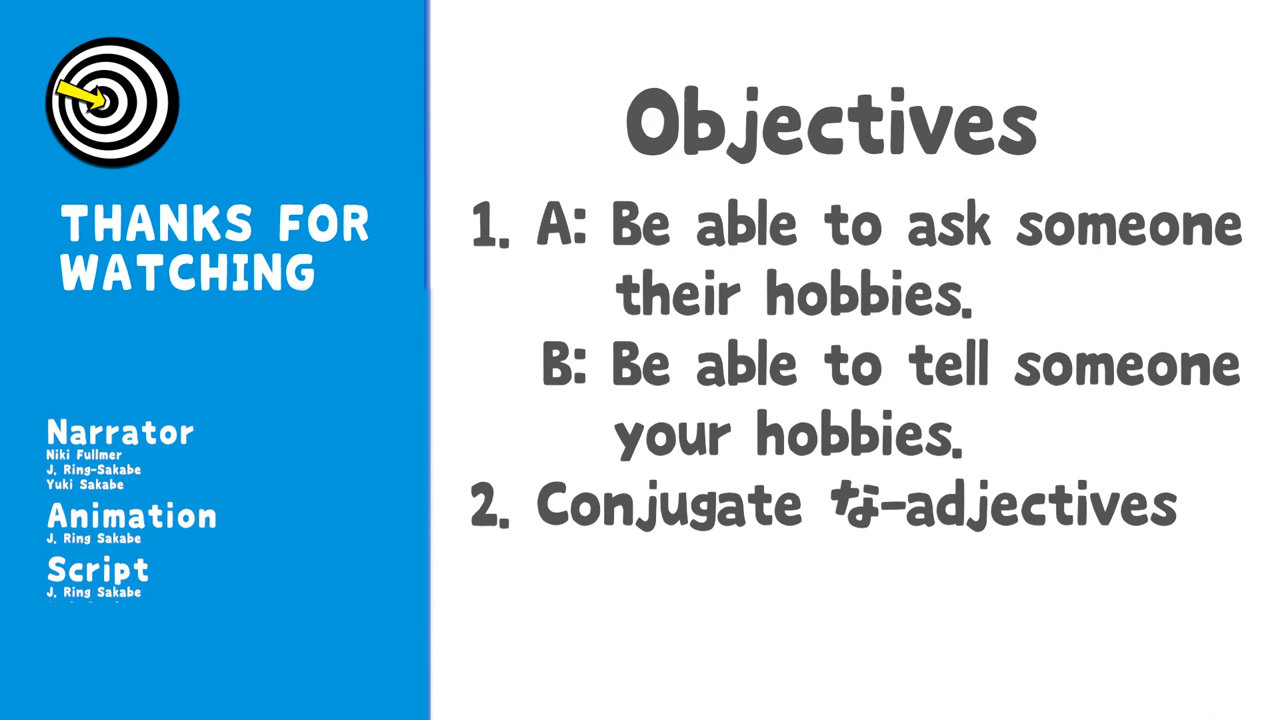 THANKS FOR
WATCHING
Narrator
Niki Fullmer
J. Ring-Sakabe
Yuki Sakabe
Animation
J. Ring Sakabe
Script
J. Ring Sakabe
Objectives
1. A: Be able to ask someone
their hobbies.
B: Be able to tell someone
your hobbies.
2. Conjugate な-adjectives